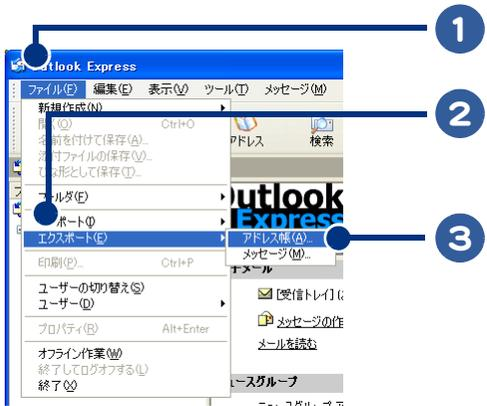 1
Outlook Express
ファイル(F) 編集(E) 表示(V) ツール(T) メッセージ(M)
新規作成(N)
2
開く(O) Ctrl+O
名前を付けて保存(A)...
添付ファイルの保存(V)...
ひな形として保存(T)...
ドレス 検索
フォルダ(F)
utlook
Express
ポート(I)
エクスポート(E) アドレス帳(A)...
3
メッセージ(M)...
印刷(P)... Ctrl+P
子メール
ユーザーの切り替え(S)
[受信トレイ]
ユーザー(D)
メッセージの作
プロパティ(R) Alt+Enter
メールを読む
オフライン作業(W)
終了してログオフする(L)
終了(X)
ュースグループ